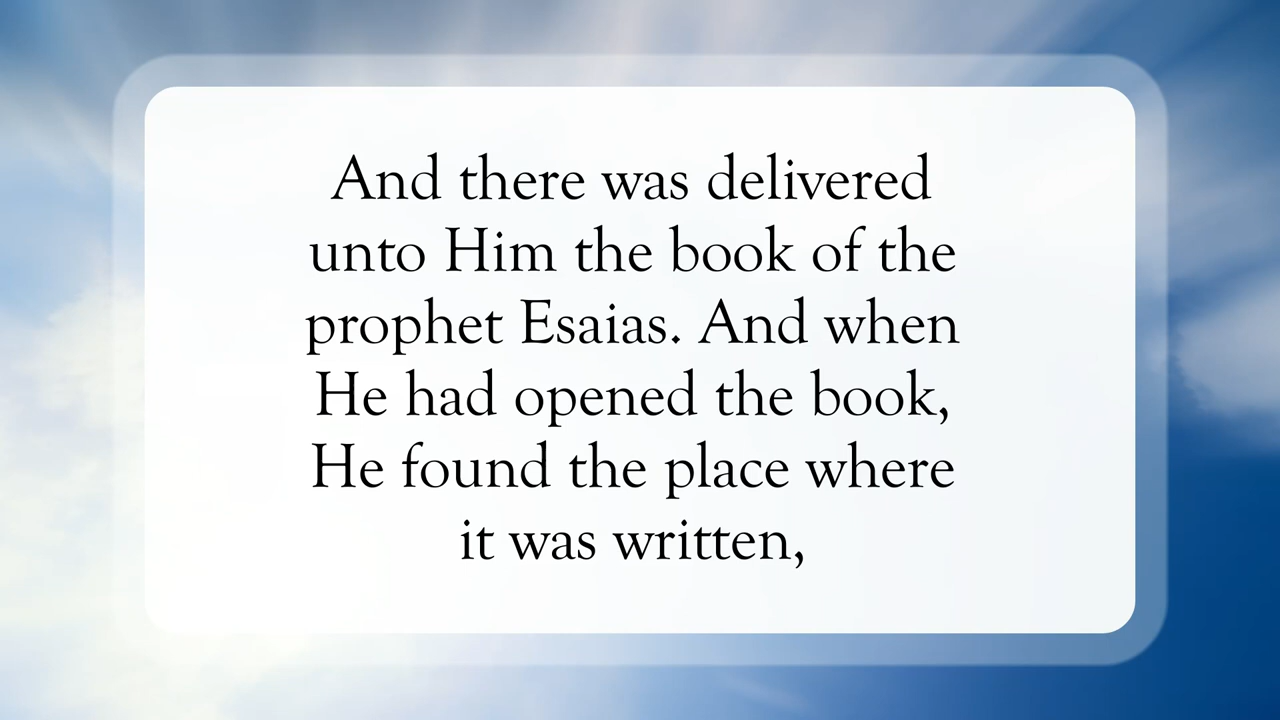 And there was delivered
unto Him the book of the
prophet Esaias. And when
He had opened the book,
He found the place where
it was written,